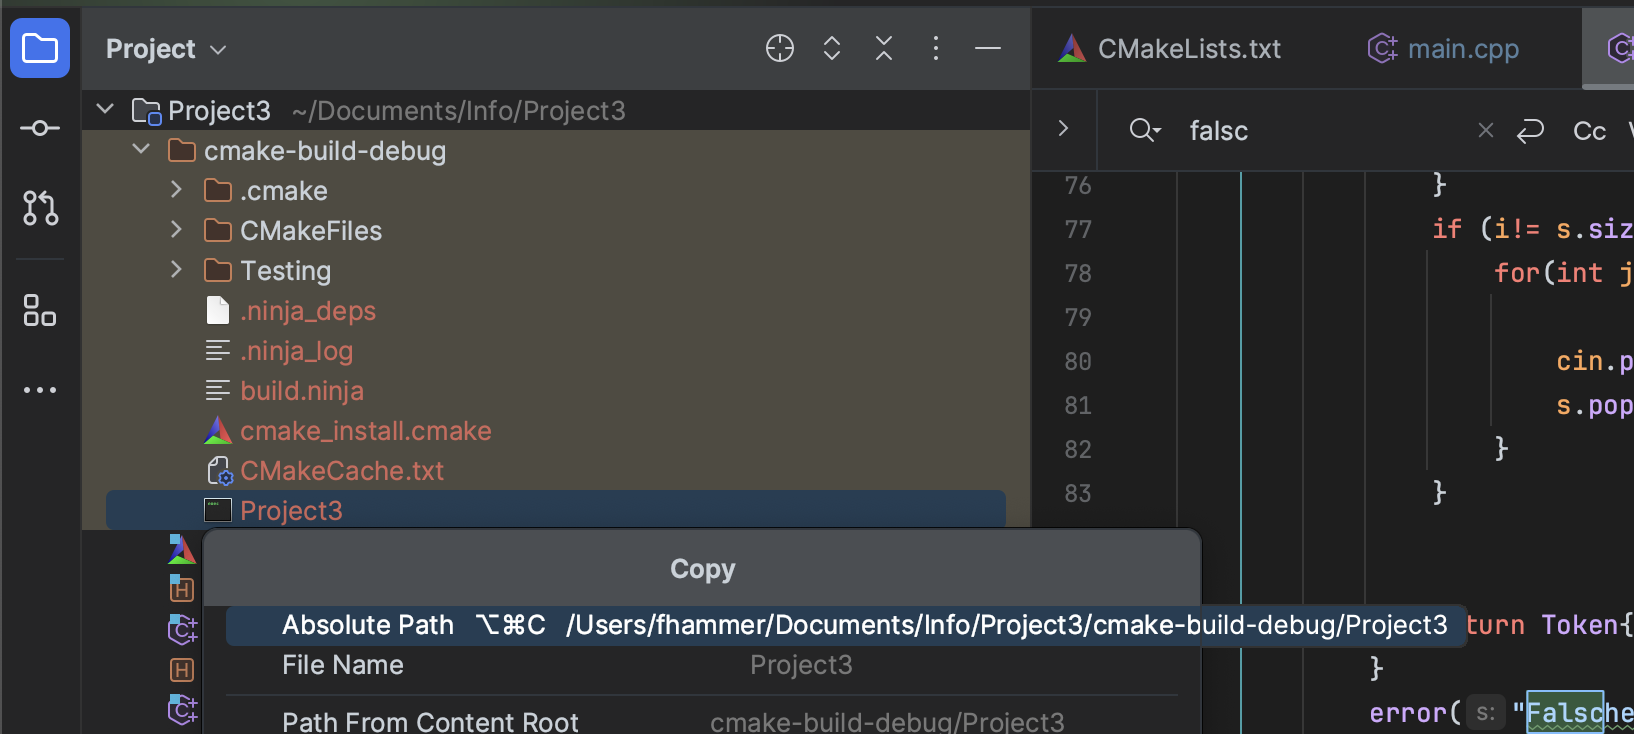 Project
CMakeLists.txt
main.cpp
Project3 ~/Documents/Info/Project3
falsc
Cc
cmake-build-debug
.cmake
CMakeFiles
Testing
.ninja_deps
.ninja_log
build.ninja
cmake_install.cmake
CMakeCache.txt
Project3
76 }
77 if (i!= s.siz
78 for(int j
79
80 cin.p
81 s.pop
82 }
83 }
Copy
Absolute Path ⌥⌘C /Users/fhammer/Documents/Info/Project3/cmake-build-debug/Project3
turn Token{
File Name Project3
}
Path From Content Root cmake-build-debug/Project3
error( s: "Falsche